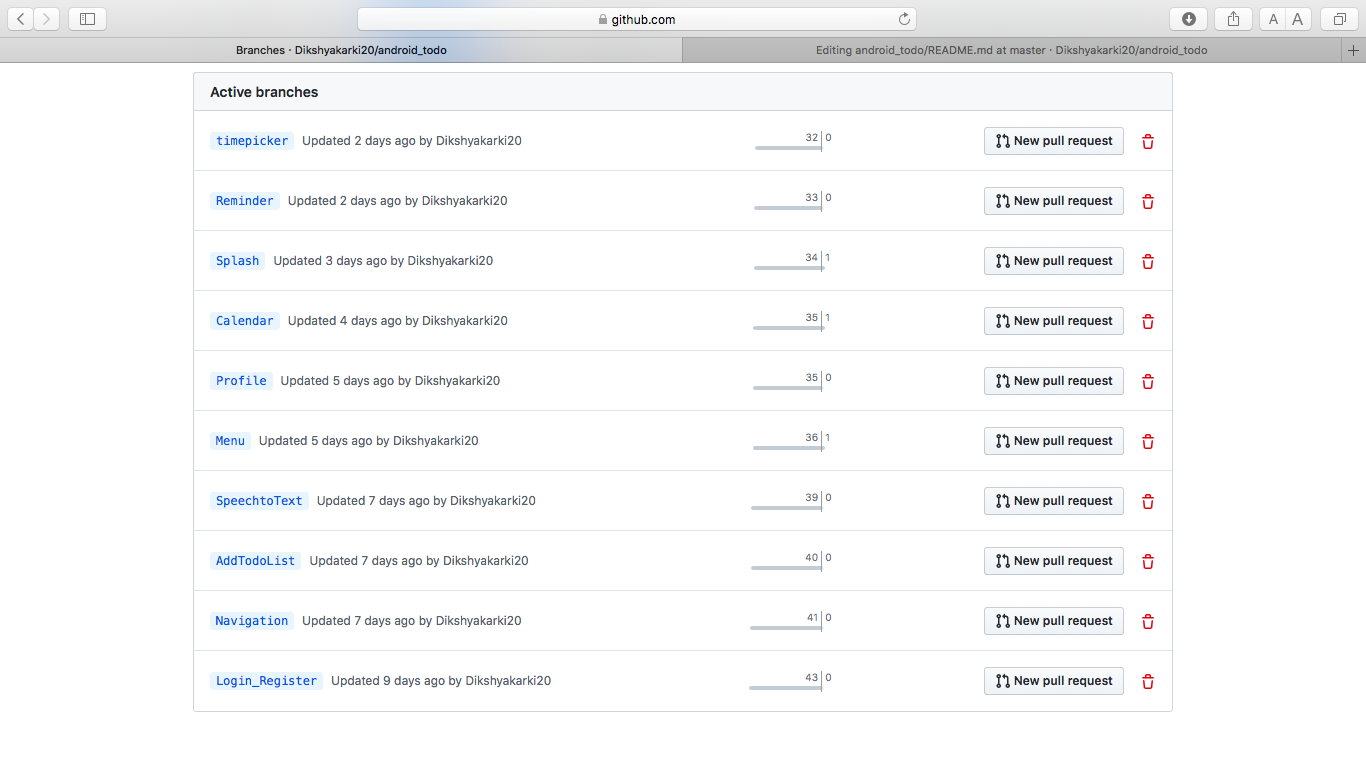 github.com
A A
Branches · Dikshyakarki20/android_todo Editing android_todo/README.md at master · Dikshyakarki20/android_todo
Active branches
timepicker Updated 2 days ago by Dikshyakarki20 32 0 New pull request
Reminder Updated 2 days ago by Dikshyakarki20 33 0 New pull request
Splash Updated 3 days ago by Dikshyakarki20 34 1 New pull request
Calendar Updated 4 days ago by Dikshyakarki20 35 1 New pull request
Profile Updated 5 days ago by Dikshyakarki20 35 0 New pull request
Menu Updated 5 days ago by Dikshyakarki20 36 1 New pull request
SpeechtoText Updated 7 days ago by Dikshyakarki20 39 0 New pull request
AddTodoList Updated 7 days ago by Dikshyakarki20 40 0 New pull request
Navigation Updated 7 days ago by Dikshyakarki20 41 0 New pull request
Login_Register Updated 9 days ago by Dikshyakarki20 43 0 New pull request